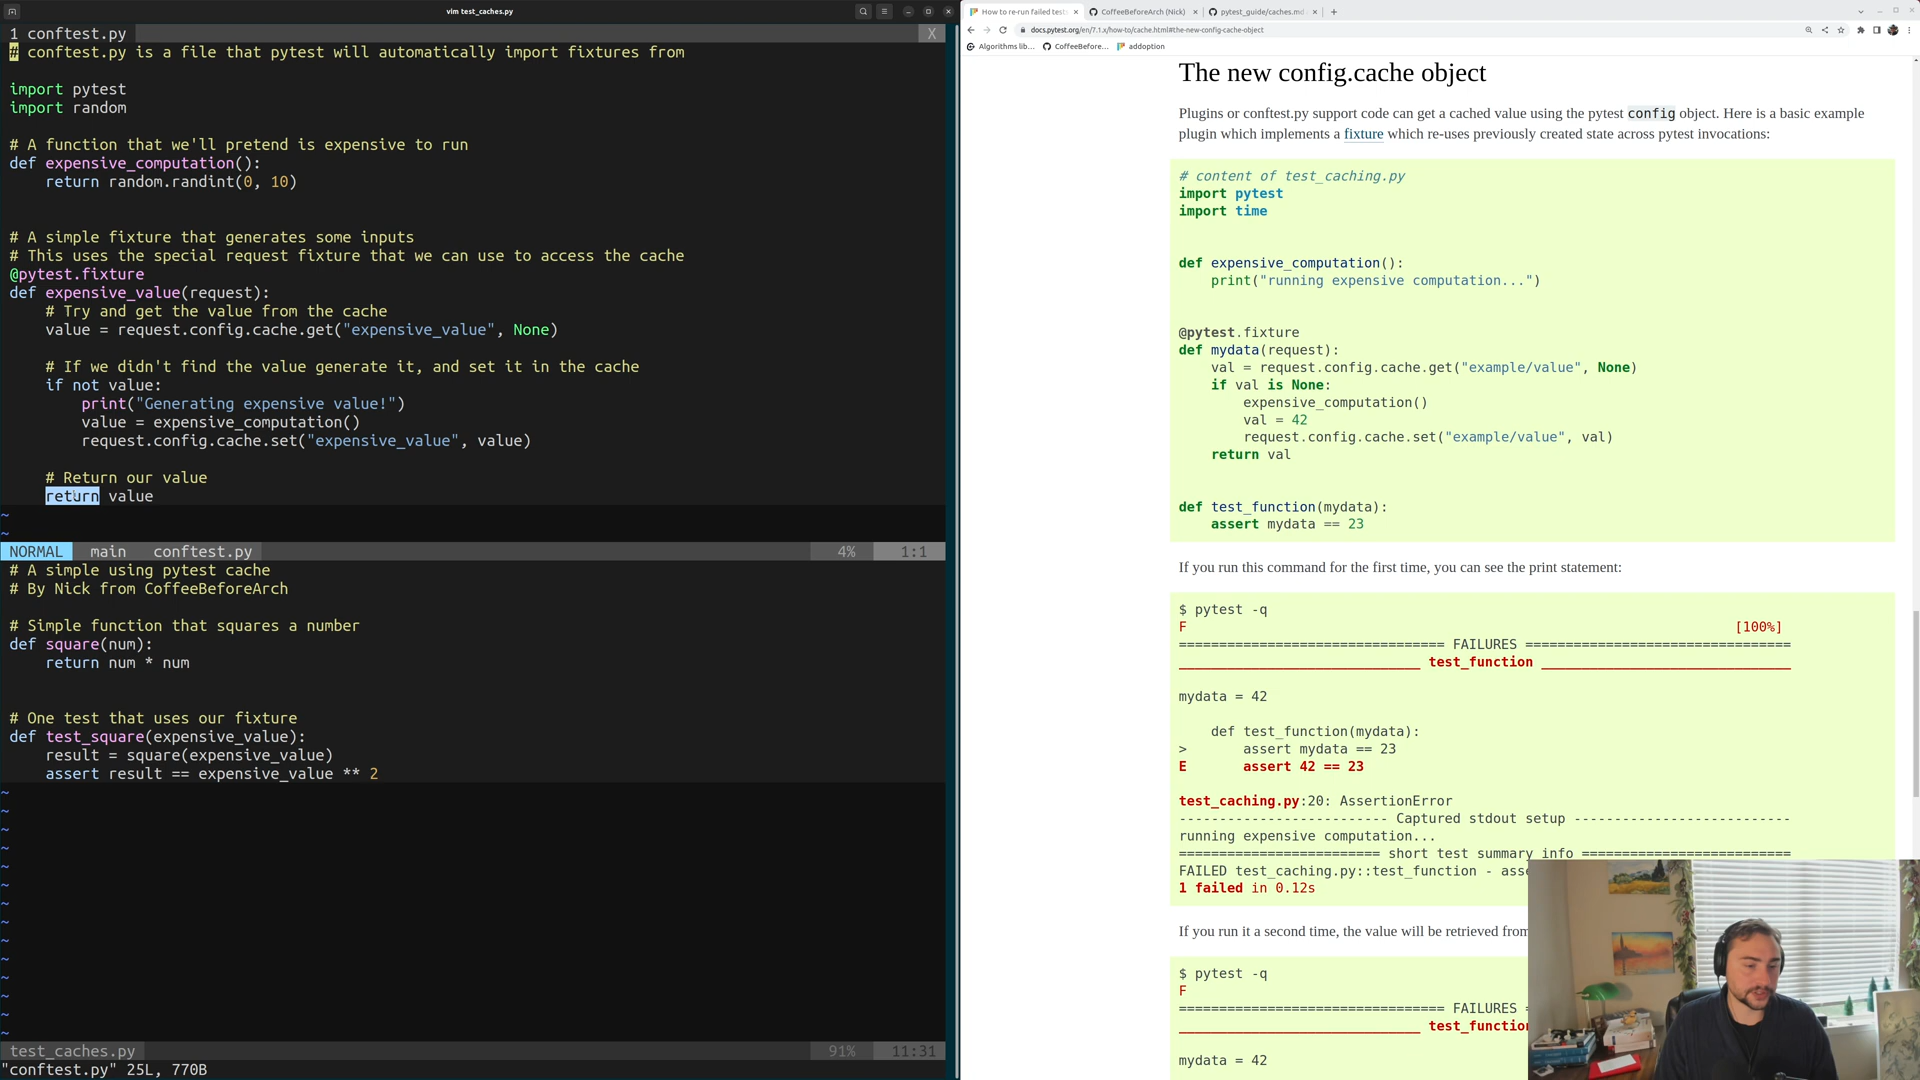 vim test_caches.py
1 conftest.py X
# conftest.py is a file that pytest will automatically import fixtures from
import pytest
import random
# A function that we'll pretend is expensive to run
def expensive_computation():
    return random.randint(0, 10)
# A simple fixture that generates some inputs
# This uses the special request fixture that we can use to access the cache
@pytest.fixture
def expensive_value(request):
    # Try and get the value from the cache
    value = request.config.cache.get("expensive_value", None)
    # If we didn't find the value generate it, and set it in the cache
    if not value:
        print("Generating expensive value!")
        value = expensive_computation()
        request.config.cache.set("expensive_value", value)
    # Return our value
    return value
~
~
NORMAL main conftest.py 4% 1:1
# A simple using pytest cache
# By Nick from CoffeeBeforeArch
# Simple function that squares a number
def square(num):
    return num * num
# One test that uses our fixture
def test_square(expensive_value):
    result = square(expensive_value)
    assert result == expensive_value ** 2
~
~
~
~
~
~
~
~
~
~
~
~
~
~
test_caches.py 91% 11:31
"conftest.py" 25L, 770B
How to re-run failed test CoffeeBeforeArch (Nick) pytest_guide/caches.md
docs.pytest.org/en/7.1.x/how-to/cache.html#the-new-config-cache-object
Algorithms lib... CoffeeBefore... addoption
The new config.cache object
Plugins or conftest.py support code can get a cached value using the pytest config object. Here is a basic example
plugin which implements a fixture which re-uses previously created state across pytest invocations:
# content of test_caching.py
import pytest
import time
def expensive_computation():
    print("running expensive computation...")
@pytest.fixture
def mydata(request):
    val = request.config.cache.get("example/value", None)
    if val is None:
        expensive_computation()
        val = 42
        request.config.cache.set("example/value", val)
    return val
def test_function(mydata):
    assert mydata == 23
If you run this command for the first time, you can see the print statement:
$ pytest -q
F [100%]
================================= FAILURES =================================
______________________________ test_function _______________________________
mydata = 42
    def test_function(mydata):
>       assert mydata == 23
E       assert 42 == 23
test_caching.py:20: AssertionError
-------------------------- Captured stdout setup ---------------------------
running expensive computation...
========================= short test summary info ==========================
FAILED test_caching.py::test_function - asse
1 failed in 0.12s
If you run it a second time, the value will be retrieved from
$ pytest -q
F
================================= FAILURES =
______________________________ test_function
mydata = 42